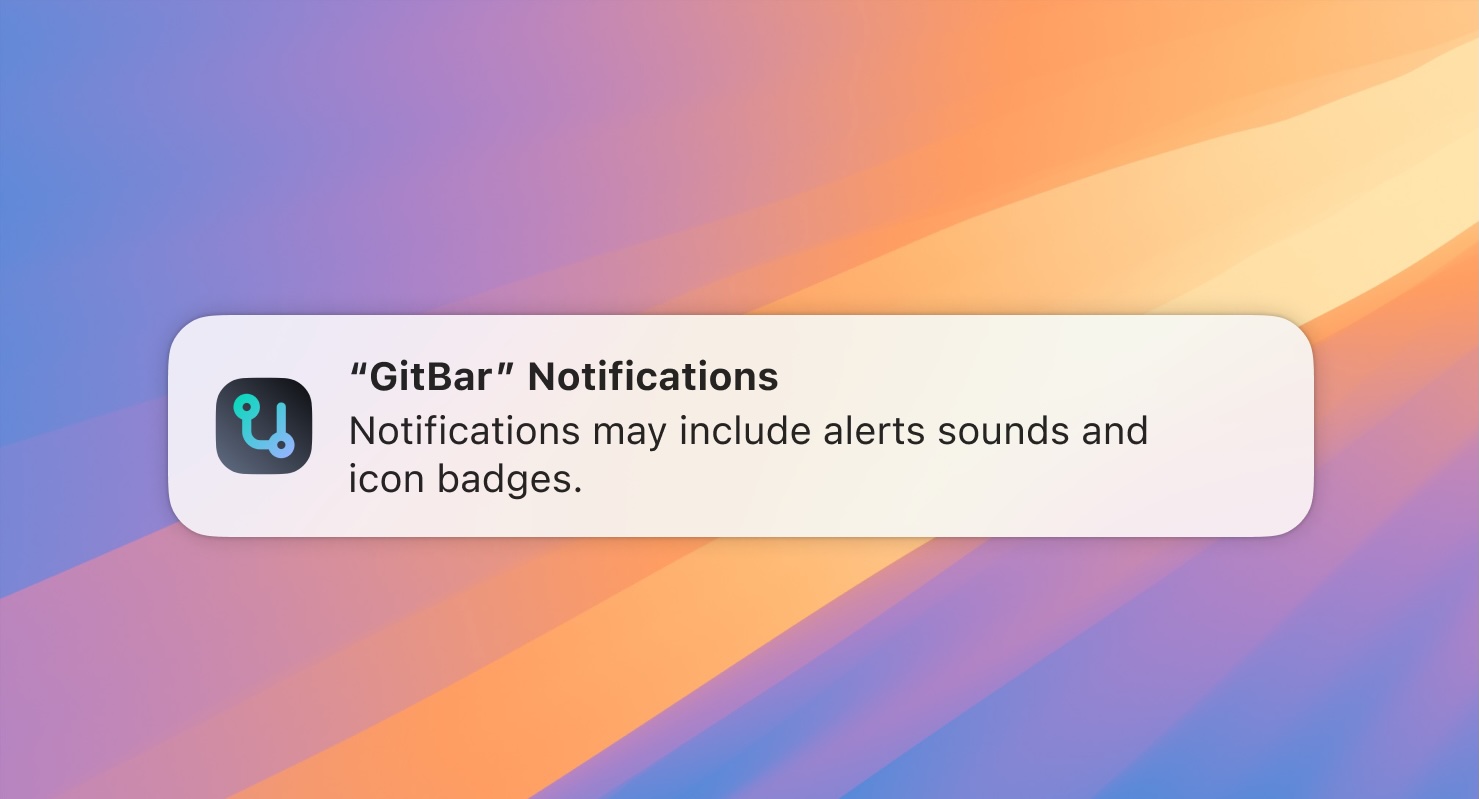 “GitBar” Notifications
Notifications may include alerts sounds and
icon badges.